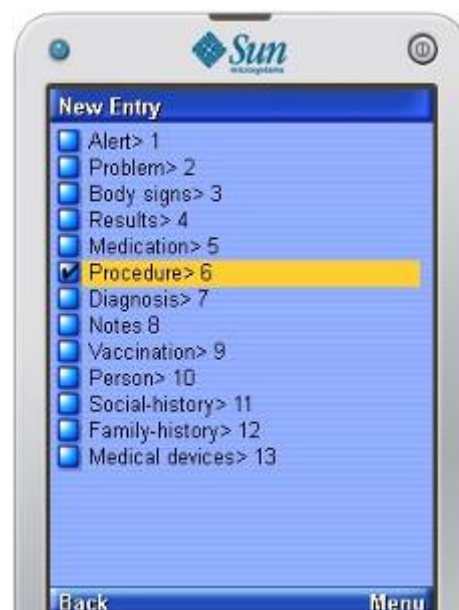 Sun
microsystems
New Entry
Alert> 1
Problem> 2
Body signs> 3
Results> 4
Medication> 5
Procedure> 6
Diagnosis> 7
Notes 8
Vaccination> 9
Person> 10
Social-history> 11
Family-history> 12
Medical devices> 13
Back Menu